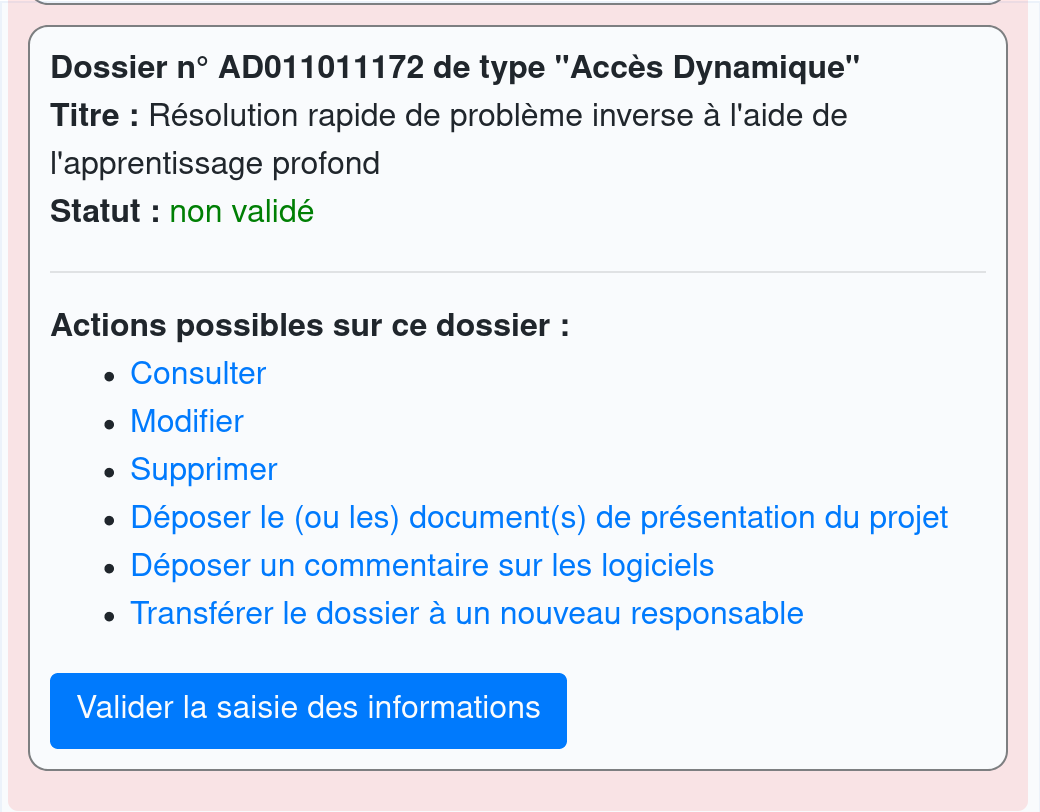 Dossier n° AD011011172 de type "Accès Dynamique"
Titre : Résolution rapide de problème inverse à l'aide de
l'apprentissage profond
Statut : non validé
Actions possibles sur ce dossier :
Consulter
Modifier
Supprimer
Déposer le (ou les) document(s) de présentation du projet
Déposer un commentaire sur les logiciels
Transférer le dossier à un nouveau responsable
Valider la saisie des informations